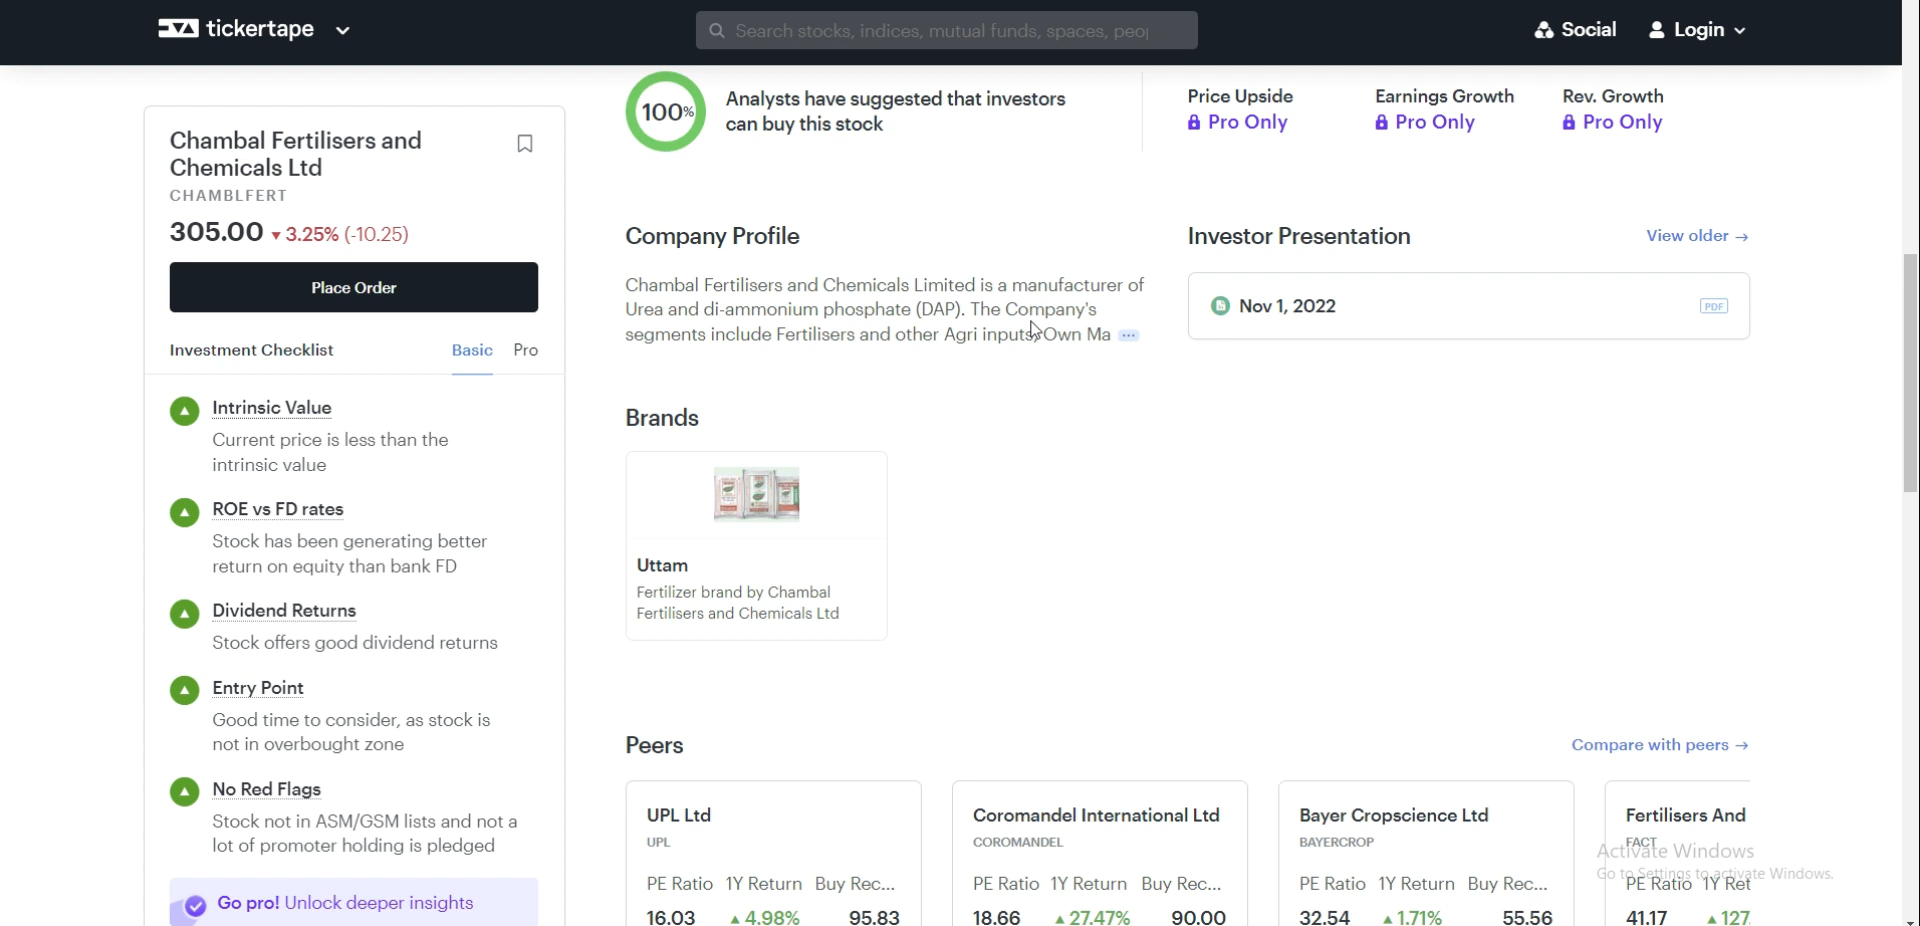 tickertape
Search stocks, indices, mutual funds, spaces, peop
Social
Login
Chambal Fertilisers and
Chemicals Ltd
CHAMBLFERT
305.00 ▾ 3.25% (-10.25)
Place Order
Investment Checklist Basic Pro
Intrinsic Value
Current price is less than the
intrinsic value
ROE vs FD rates
Stock has been generating better
return on equity than bank FD
Dividend Returns
Stock offers good dividend returns
Entry Point
Good time to consider, as stock is
not in overbought zone
No Red Flags
Stock not in ASM/GSM lists and not a
lot of promoter holding is pledged
Go pro! Unlock deeper insights
100%
Analysts have suggested that investors
can buy this stock
Price Upside Earnings Growth Rev. Growth
Pro Only Pro Only Pro Only
Company Profile
Chambal Fertilisers and Chemicals Limited is a manufacturer of
Urea and di-ammonium phosphate (DAP). The Company's
segments include Fertilisers and other Agri inputs, Own Ma ...
Investor Presentation View older →
Nov 1, 2022 PDF
Brands
Uttam
Fertilizer brand by Chambal
Fertilisers and Chemicals Ltd
Peers Compare with peers →
UPL Ltd
UPL
PE Ratio 1Y Return Buy Rec...
16.03 ▲ 4.98% 95.83
Coromandel International Ltd
COROMANDEL
PE Ratio 1Y Return Buy Rec...
18.66 ▲ 27.47% 90.00
Bayer Cropscience Ltd
BAYERCROP
PE Ratio 1Y Return Buy Rec...
32.54 ▲ 1.71% 55.56
Fertilisers And
FACT
PE Ratio 1Y Ret
41.17 ▲ 127.
Activate Windows
Go to Settings to activate Windows.